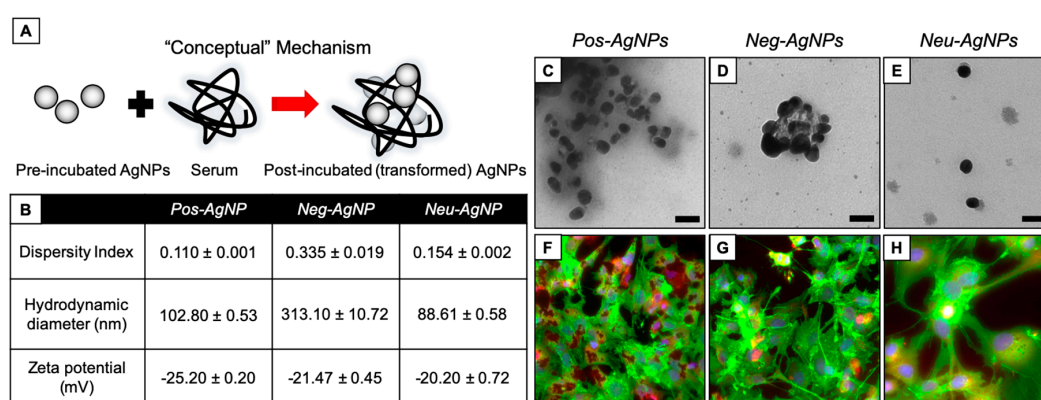 A
“Conceptual” Mechanism
Pre-incubated AgNPs
Serum
Post-incubated (transformed) AgNPs
B
Pos-AgNP Neg-AgNP Neu-AgNP
Dispersity Index 0.110 ± 0.001 0.335 ± 0.019 0.154 ± 0.002
Hydrodynamic
diameter (nm) 102.80 ± 0.53 313.10 ± 10.72 88.61 ± 0.58
Zeta potential
(mV) -25.20 ± 0.20 -21.47 ± 0.45 -20.20 ± 0.72
Pos-AgNPs Neg-AgNPs Neu-AgNPs
C D E
F G H